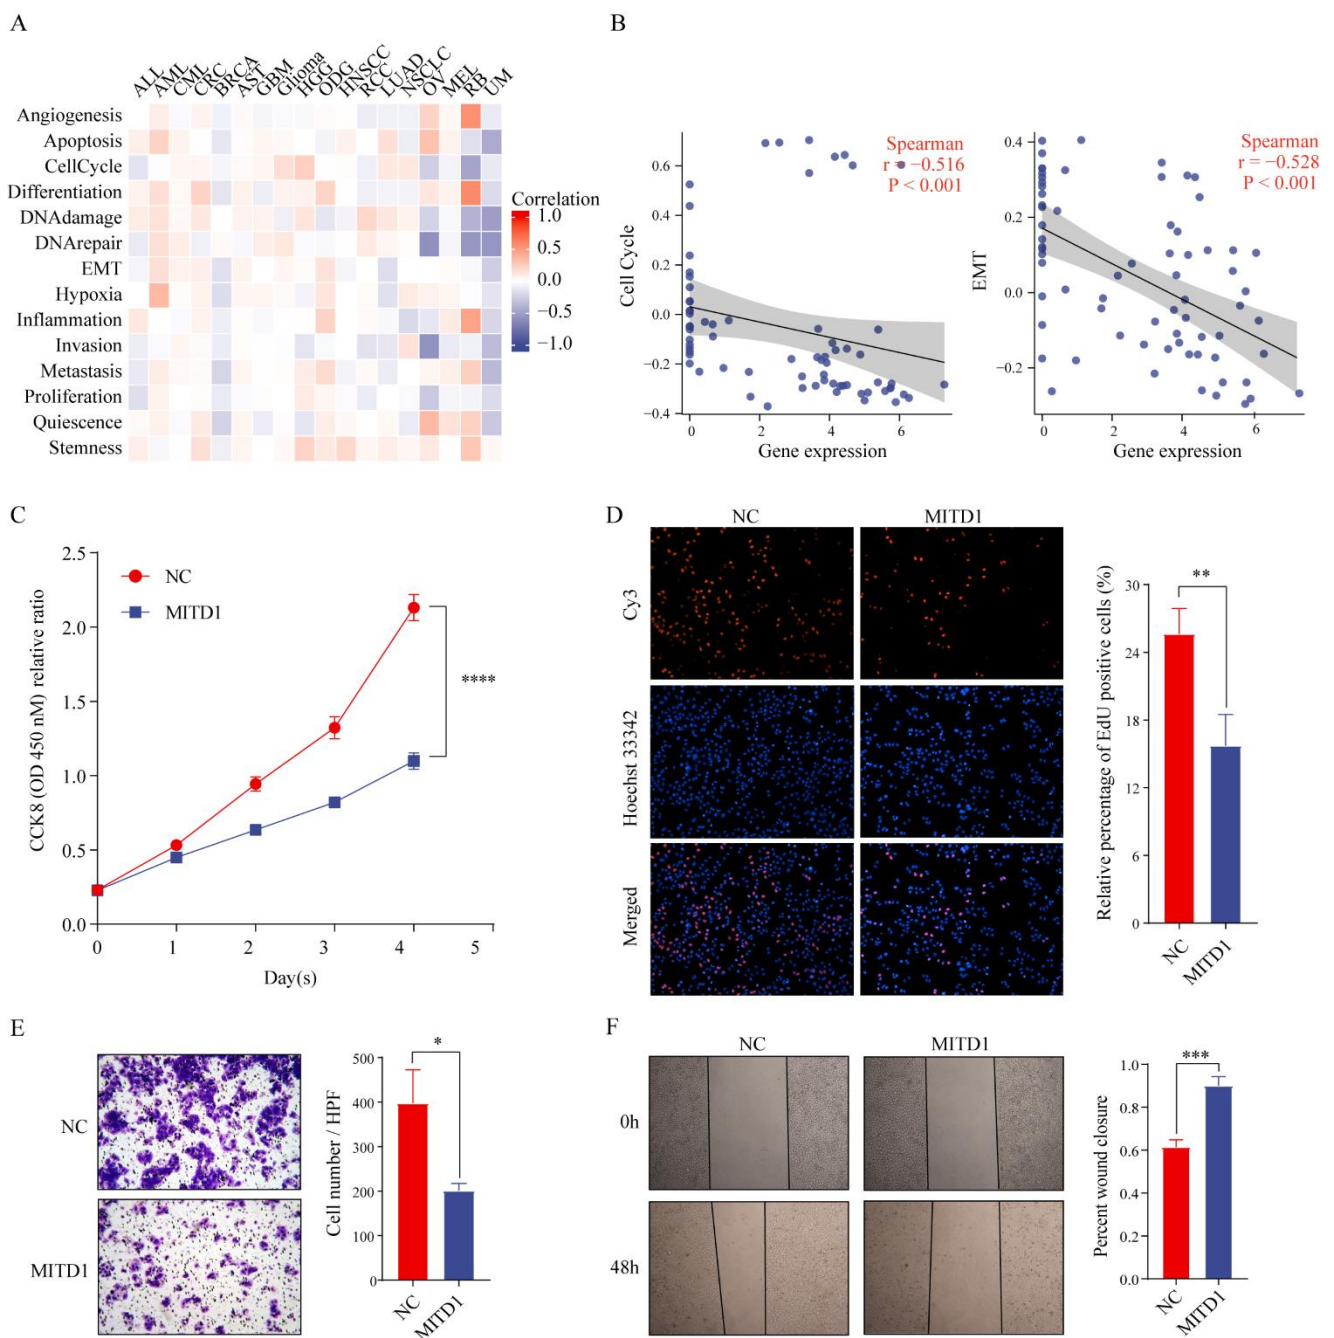 A
ALL AML CML CRC BRCA AST GBM Glioma HGG ODG HNSCC RCC LUAD NSCLC OV MEL RB UM
Angiogenesis
Apoptosis
CellCycle
Differentiation
DNAdamage
DNArepair
EMT
Hypoxia
Inflammation
Invasion
Metastasis
Proliferation
Quiescence
Stemness
Correlation
1.0
0.5
0.0
−0.5
−1.0
B
Spearman
r = −0.516
P < 0.001
Cell Cycle
0.6
0.4
0.2
0.0
−0.2
−0.4
0 2 4 6
Gene expression
Spearman
r = −0.528
P < 0.001
EMT
0.4
0.2
0.0
−0.2
0 2 4 6
Gene expression
C
NC
MITD1
CCK8 (OD 450 nM) relative ratio
2.5
2.0
1.5
1.0
0.5
0.0
****
0 1 2 3 4 5
Day(s)
D
NC MITD1
Cy3
Hoechst 33342
Merged
Relative percentage of EdU positive cells (%)
30
24
18
12
6
0
**
NC MITD1
E
NC
MITD1
Cell number / HPF
500
400
300
200
100
0
*
NC MITD1
F
NC MITD1
0h
48h
Percent wound closure
1.0
0.8
0.6
0.4
0.2
0.0
***
NC MITD1